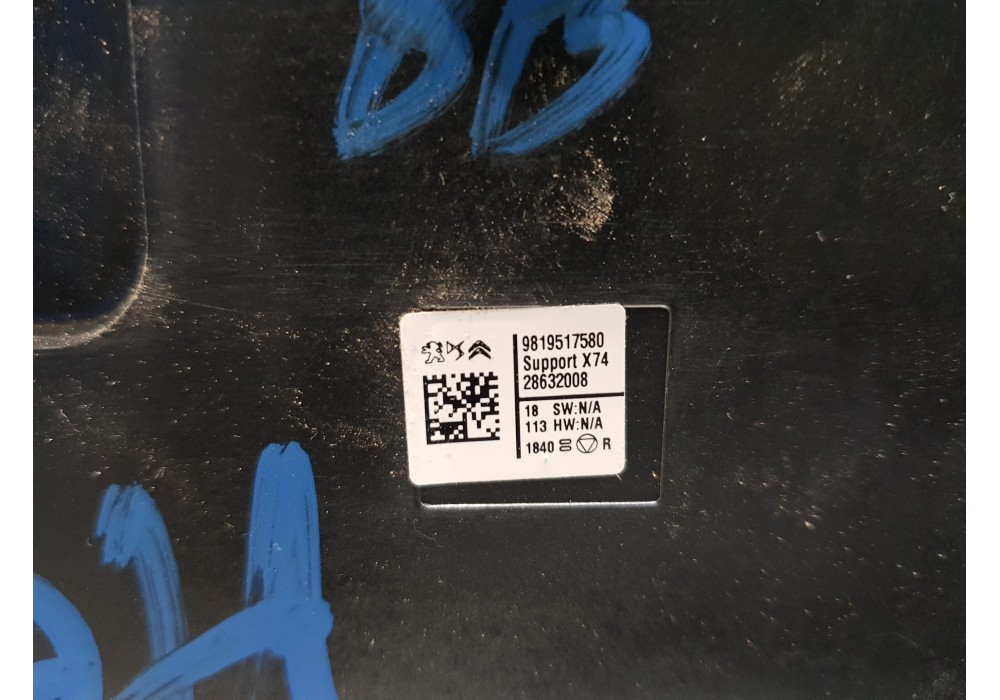 9819517580
Support X74
28632008
18 SW:N/A
113 HW:N/A
1840 R